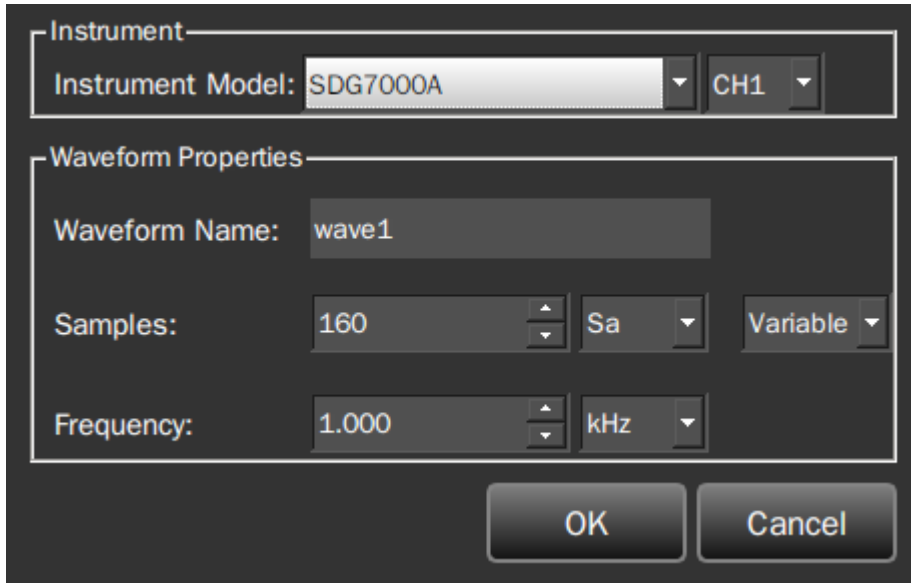 Instrument
Instrument Model: SDG7000A CH1
Waveform Properties
Waveform Name: wave1
Samples: 160 Sa Variable
Frequency: 1.000 kHz
OK Cancel